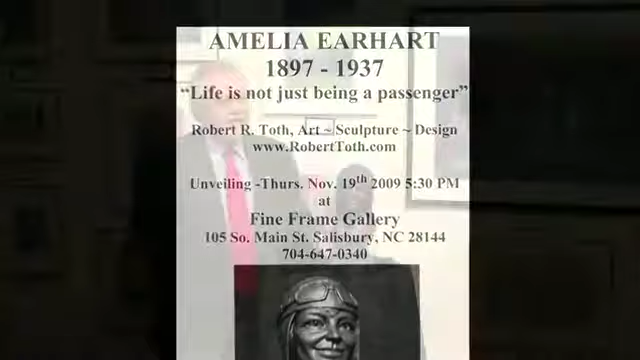 AMELIA EARHART
1897 - 1937
“Life is not just being a passenger”
Robert R. Toth, Art ~ Sculpture ~ Design
www.RobertToth.com
Unveiling -Thurs. Nov. 19th 2009 5:30 PM
at
Fine Frame Gallery
105 So. Main St. Salisbury, NC 28144
704-647-0340